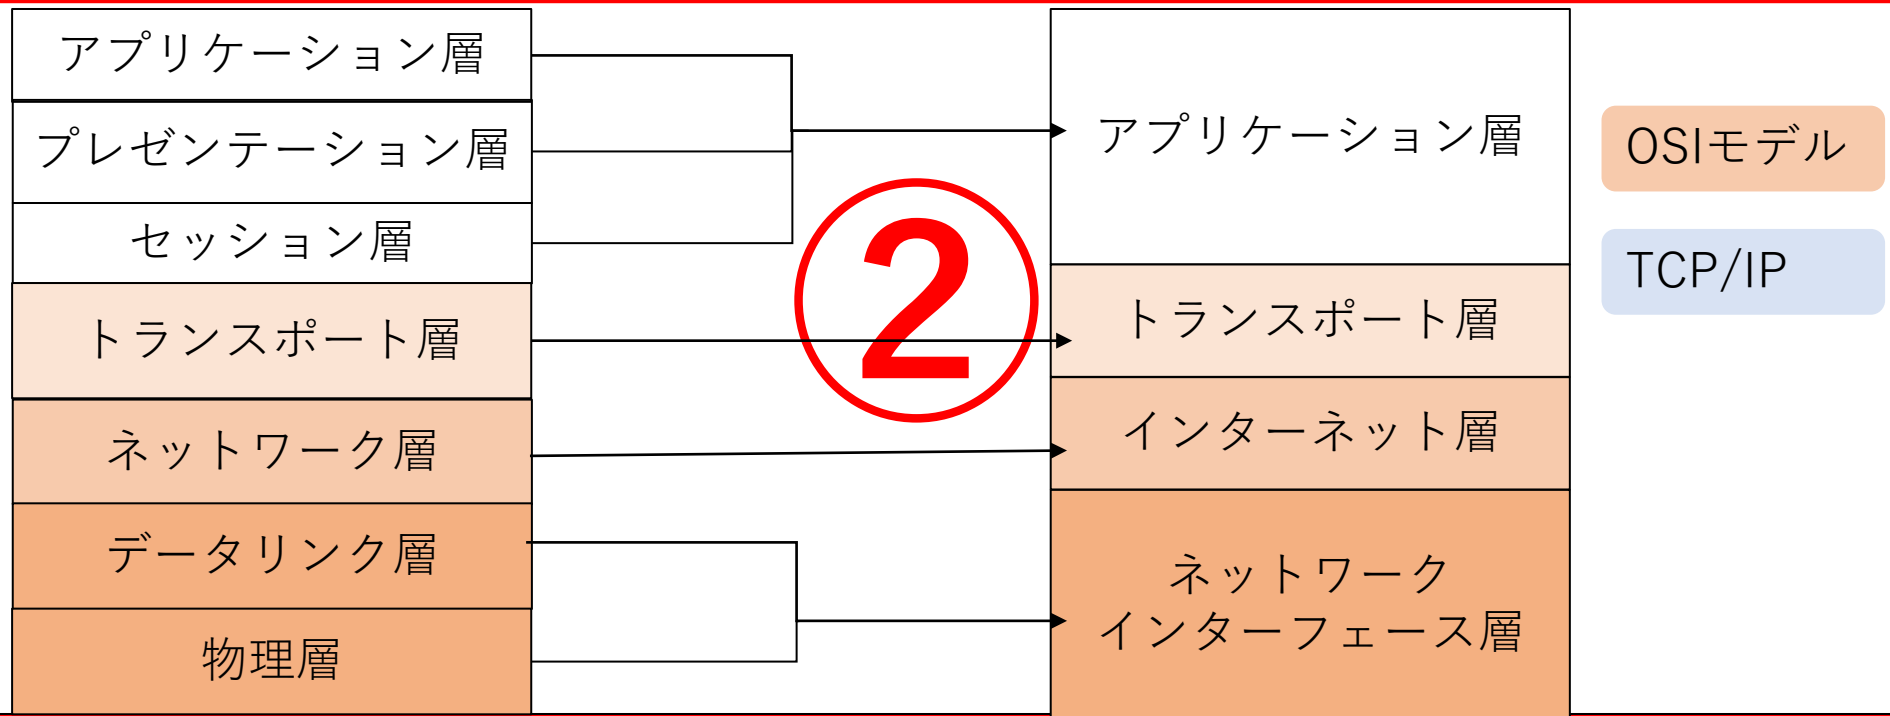 アプリケーション層
プレゼンテーション層
セッション層
トランスポート層
ネットワーク層
データリンク層
物理層
②
アプリケーション層
トランスポート層
インターネット層
ネットワーク
インターフェース層
OSIモデル
TCP/IP